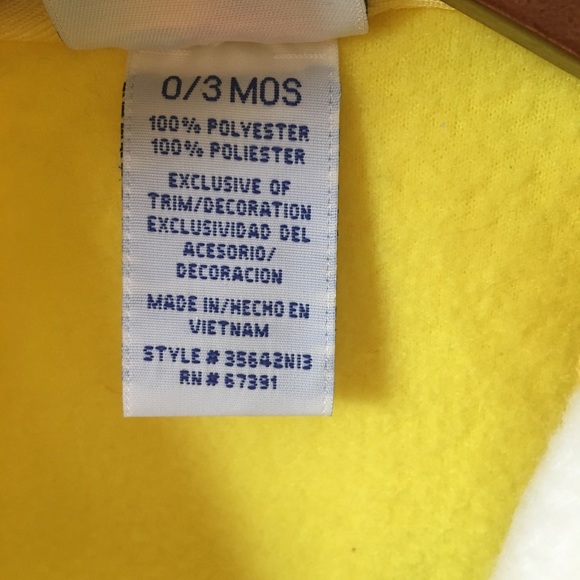 0/3 MOS
100% POLYESTER
100% POLIESTER
EXCLUSIVE OF
TRIM/DECORATION
EXCLUSIVIDAD DEL
ACESORIO/
DECORACION
MADE IN/HECHO EN
VIETNAM
STYLE # 35642N13
RN # 67391